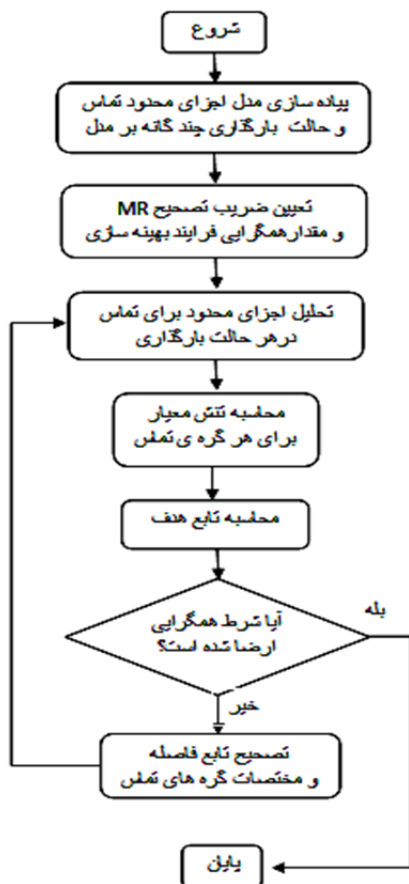 شروع
پیاده سازی مدل اجزای محدود تماس
و حالت بارگذاری چند گانه بر مدل
تعیین ضریب تصحیح MR
و مقدار همگرایی فرایند بهینه سازی
تحلیل اجزای محدود برای تماس
در هر حالت بارگذاری
محاسبه تنش معیار
برای هر گره ی تماس
محاسبه تابع هدف
آیا شرط همگرایی
ارضا شده است؟
بله
خیر
تصحیح تابع فاصله
و مختصات گره های تماس
پایان